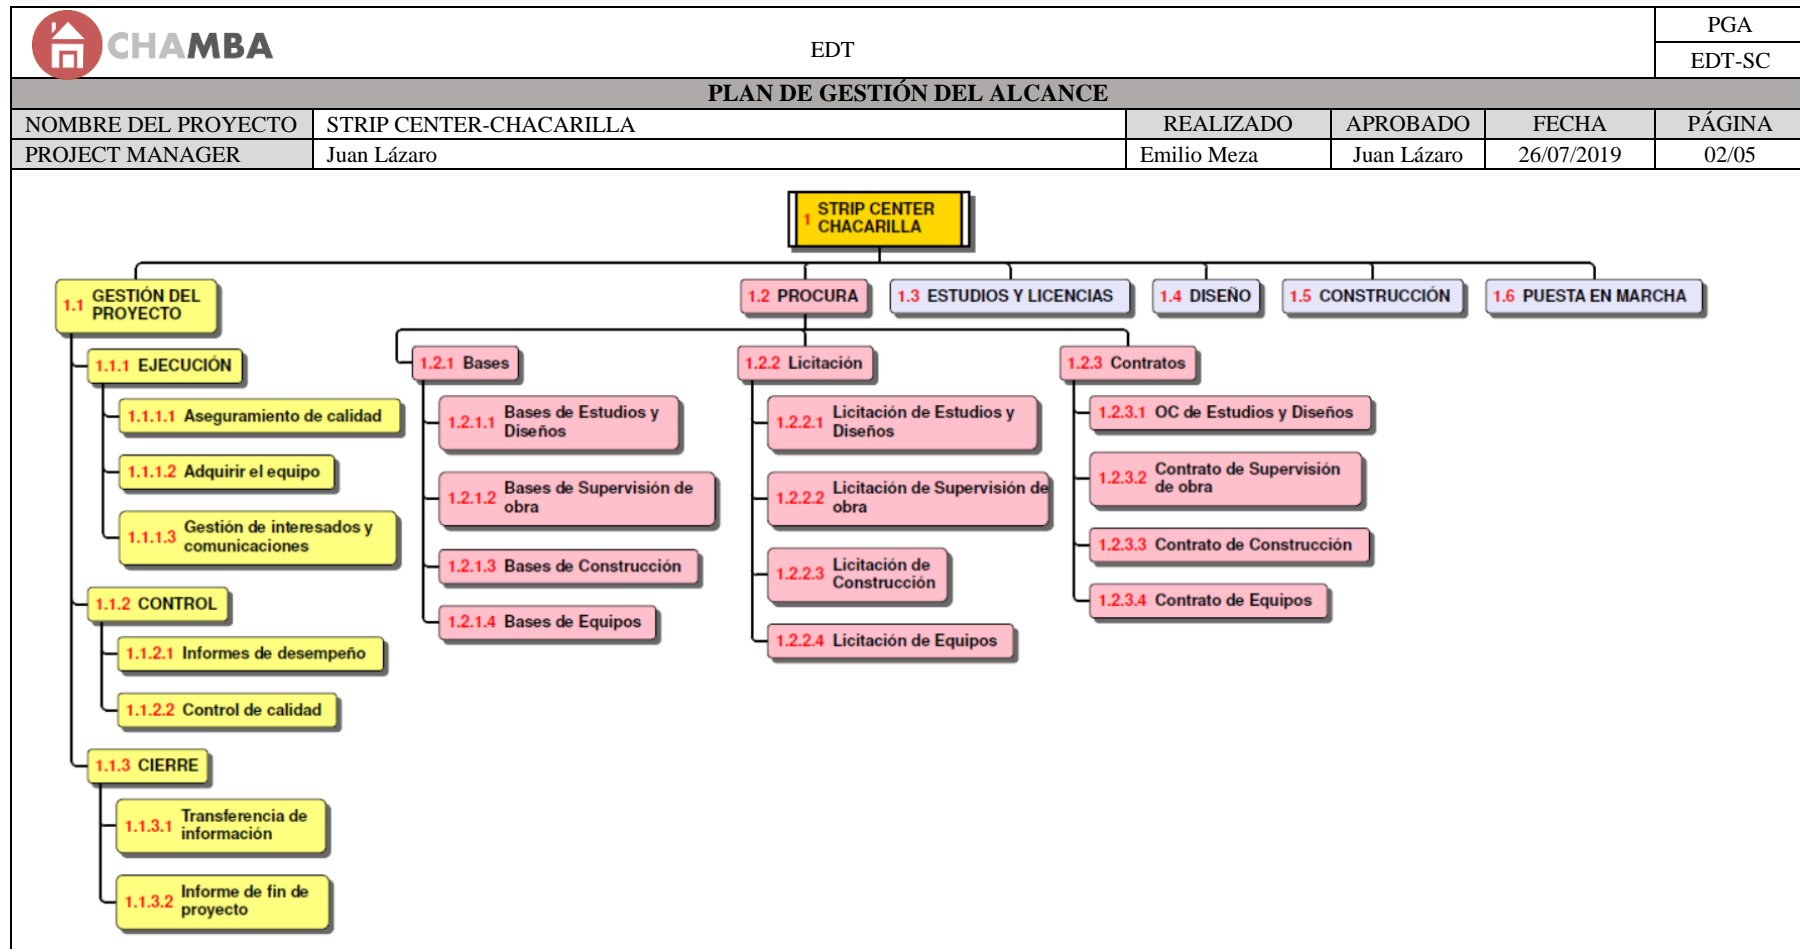 CHAMBA
EDT
PGA
EDT-SC
PLAN DE GESTIÓN DEL ALCANCE
NOMBRE DEL PROYECTO STRIP CENTER-CHACARILLA REALIZADO APROBADO FECHA PÁGINA
PROJECT MANAGER Juan Lázaro Emilio Meza Juan Lázaro 26/07/2019 02/05
1 STRIP CENTER
CHACARILLA
1.1 GESTIÓN DEL
PROYECTO
1.2 PROCURA
1.3 ESTUDIOS Y LICENCIAS
1.4 DISEÑO
1.5 CONSTRUCCIÓN
1.6 PUESTA EN MARCHA
1.1.1 EJECUCIÓN
1.1.1.1 Aseguramiento de calidad
1.1.1.2 Adquirir el equipo
1.1.1.3 Gestión de interesados y
comunicaciones
1.1.2 CONTROL
1.1.2.1 Informes de desempeño
1.1.2.2 Control de calidad
1.1.3 CIERRE
1.1.3.1 Transferencia de
información
1.1.3.2 Informe de fin de
proyecto
1.2.1 Bases
1.2.1.1 Bases de Estudios y
Diseños
1.2.1.2 Bases de Supervisión de
obra
1.2.1.3 Bases de Construcción
1.2.1.4 Bases de Equipos
1.2.2 Licitación
1.2.2.1 Licitación de Estudios y
Diseños
1.2.2.2 Licitación de Supervisión de
obra
1.2.2.3 Licitación de
Construcción
1.2.2.4 Licitación de Equipos
1.2.3 Contratos
1.2.3.1 OC de Estudios y Diseños
1.2.3.2 Contrato de Supervisión
de obra
1.2.3.3 Contrato de Construcción
1.2.3.4 Contrato de Equipos